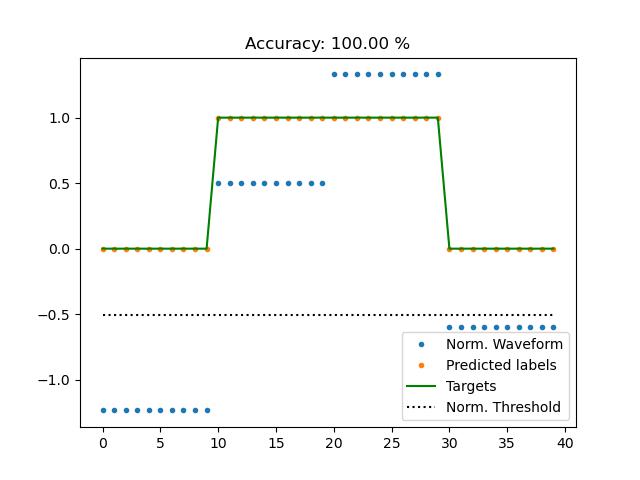 Accuracy: 100.00 %
1.0
0.5
0.0
−0.5
−1.0
Norm. Waveform
Predicted labels
Targets
Norm. Threshold
0 5 10 15 20 25 30 35 40